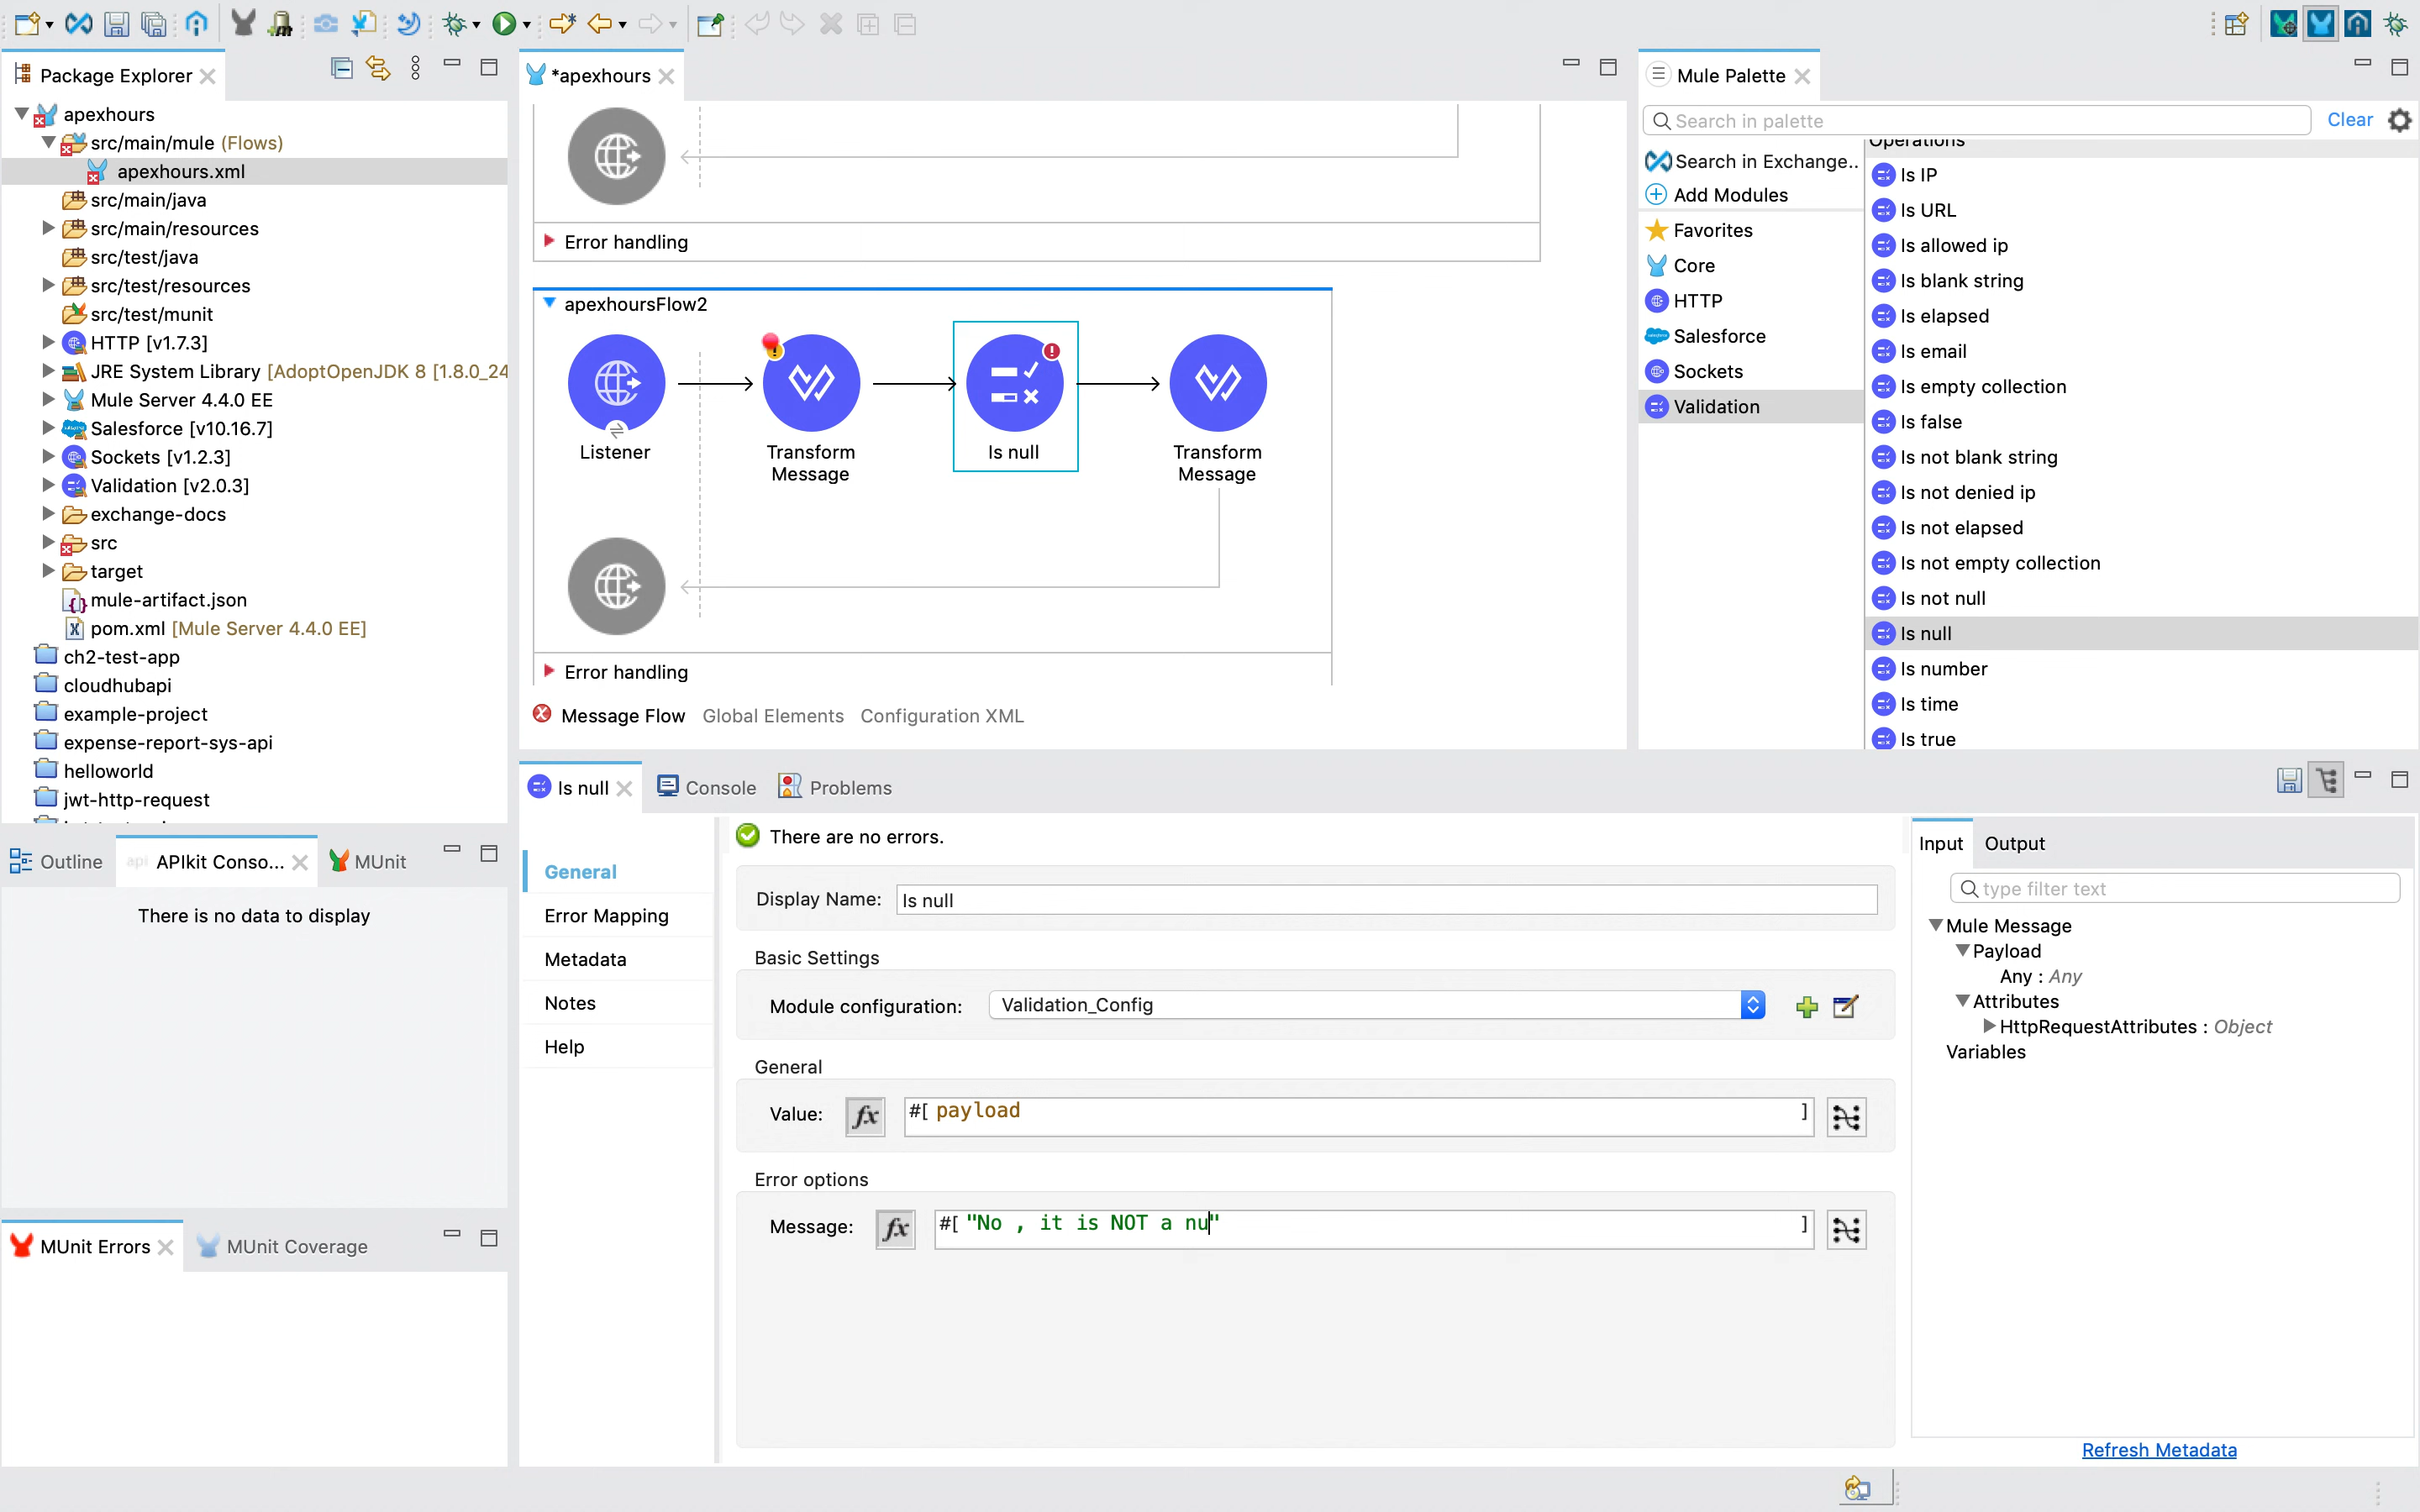 Package Explorer
apexhours
src/main/mule (Flows)
apexhours.xml
src/main/java
src/main/resources
src/test/java
src/test/resources
src/test/munit
HTTP [v1.7.3]
JRE System Library [AdoptOpenJDK 8 [1.8.0_24
Mule Server 4.4.0 EE
Salesforce [v10.16.7]
Sockets [v1.2.3]
Validation [v2.0.3]
exchange-docs
src
target
mule-artifact.json
pom.xml [Mule Server 4.4.0 EE]
ch2-test-app
cloudhubapi
example-project
expense-report-sys-api
helloworld
jwt-http-request
Outline
api APIkit Conso...
MUnit
There is no data to display
MUnit Errors
MUnit Coverage
*apexhours
Error handling
apexhoursFlow2
Listener
Transform
Message
Is null
Transform
Message
Error handling
Message Flow
Global Elements
Configuration XML
Mule Palette
Search in palette
Clear
Search in Exchange..
Add Modules
Favorites
Core
HTTP
Salesforce
Sockets
Validation
Operations
Is IP
Is URL
Is allowed ip
Is blank string
Is elapsed
Is email
Is empty collection
Is false
Is not blank string
Is not denied ip
Is not elapsed
Is not empty collection
Is not null
Is null
Is number
Is time
Is true
Is null
Console
Problems
General
Error Mapping
Metadata
Notes
Help
There are no errors.
Display Name: Is null
Basic Settings
Module configuration: Validation_Config
General
Value: fx #[ payload ]
Error options
Message: fx #[ "No , it is NOT a nu" ]
Input
Output
type filter text
Mule Message
Payload
Any : Any
Attributes
HttpRequestAttributes : Object
Variables
Refresh Metadata